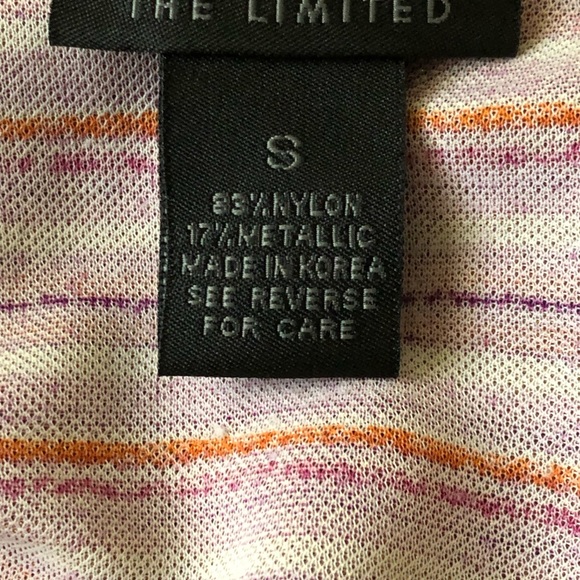 THE LIMITED
S
83% NYLON
17% METALLIC
MADE IN KOREA
SEE REVERSE
FOR CARE